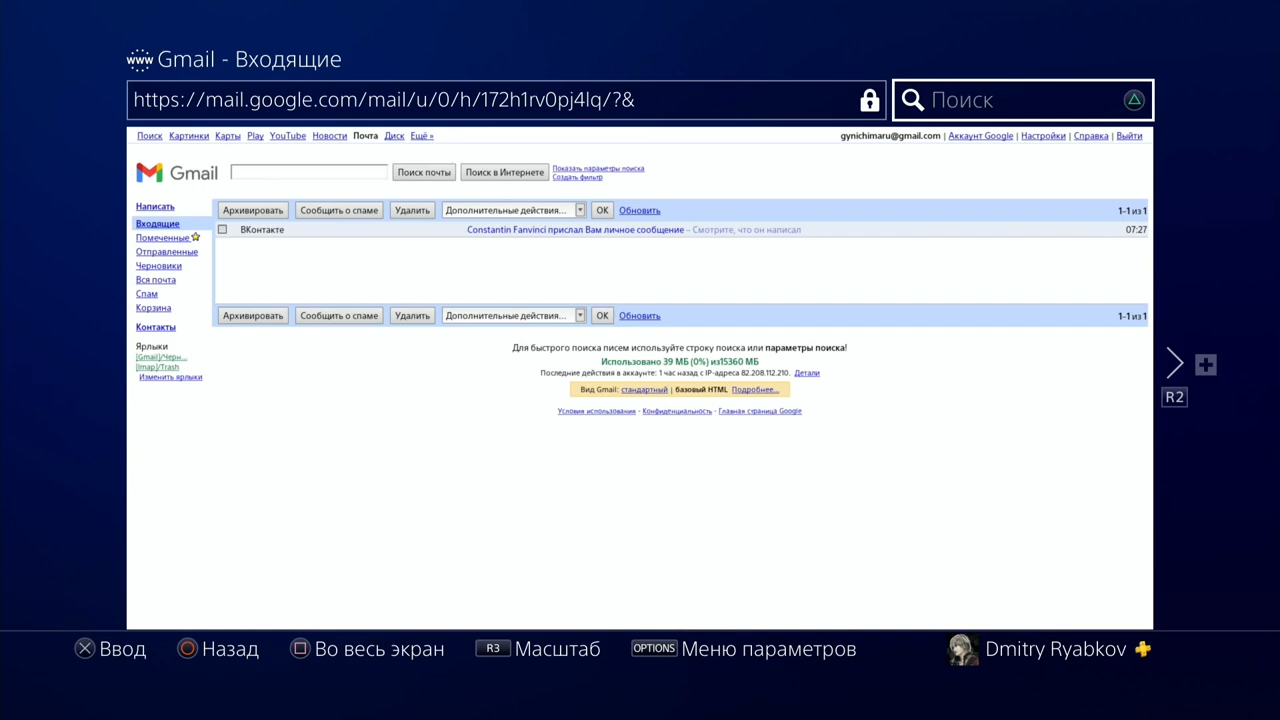 www Gmail - Входящие
https://mail.google.com/mail/u/0/h/172h1rv0pj4lq/?&
Поиск
Поиск Картинки Карты Play YouTube Новости Почта Диск Ещё »
gynichimaru@gmail.com | Аккаунт Google | Настройки | Справка | Выйти
Gmail
Поиск почты Поиск в Интернете
Показать параметры поиска
Создать фильтр
Написать
Входящие
Помеченные
Отправленные
Черновики
Вся почта
Спам
Корзина
Контакты
Ярлыки
[Gmail]/Черн...
[Imap]/Trash
Изменить ярлыки
Архивировать Сообщить о спаме Удалить Дополнительные действия... ОК Обновить 1–1 из 1
ВКонтакте Constantin Fanvinci прислал Вам личное сообщение – Смотрите, что он написал 07:27
Архивировать Сообщить о спаме Удалить Дополнительные действия... ОК Обновить 1–1 из 1
Для быстрого поиска писем используйте строку поиска или параметры поиска!
Использовано 39 МБ (0%) из15360 МБ
Последние действия в аккаунте: 1 час назад с IP-адреса 82.208.112.210. Детали
Вид Gmail: стандартный | базовый HTML Подробнее...
Условия использования - Конфиденциальность - Главная страница Google
R2
Ввод Назад Во весь экран R3 Масштаб OPTIONS Меню параметров Dmitry Ryabkov